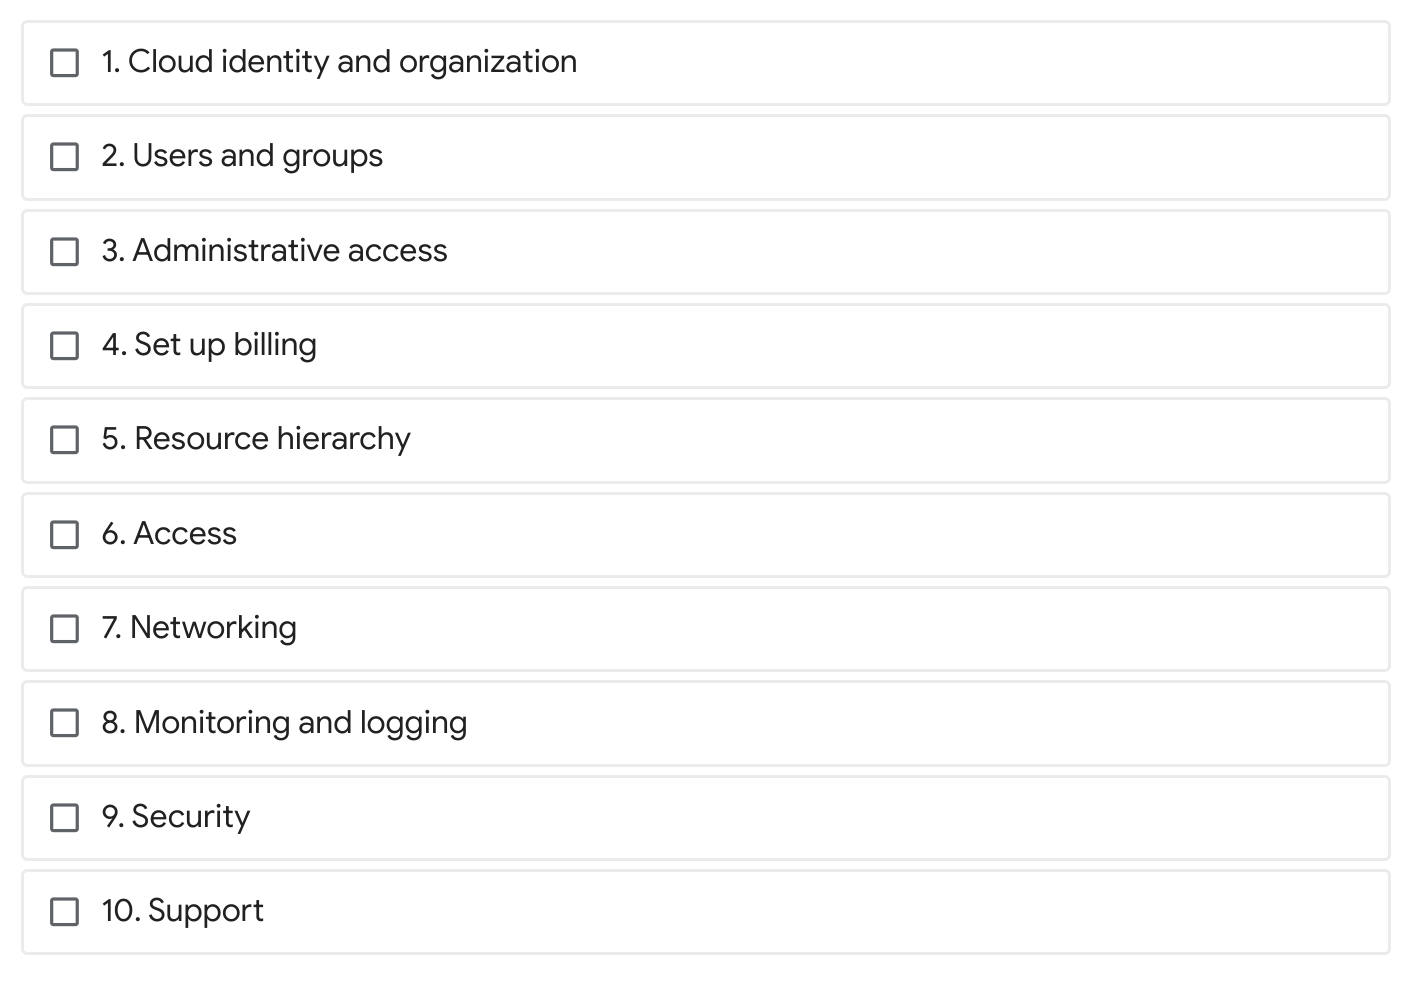 1. Cloud identity and organization
2. Users and groups
3. Administrative access
4. Set up billing
5. Resource hierarchy
6. Access
7. Networking
8. Monitoring and logging
9. Security
10. Support